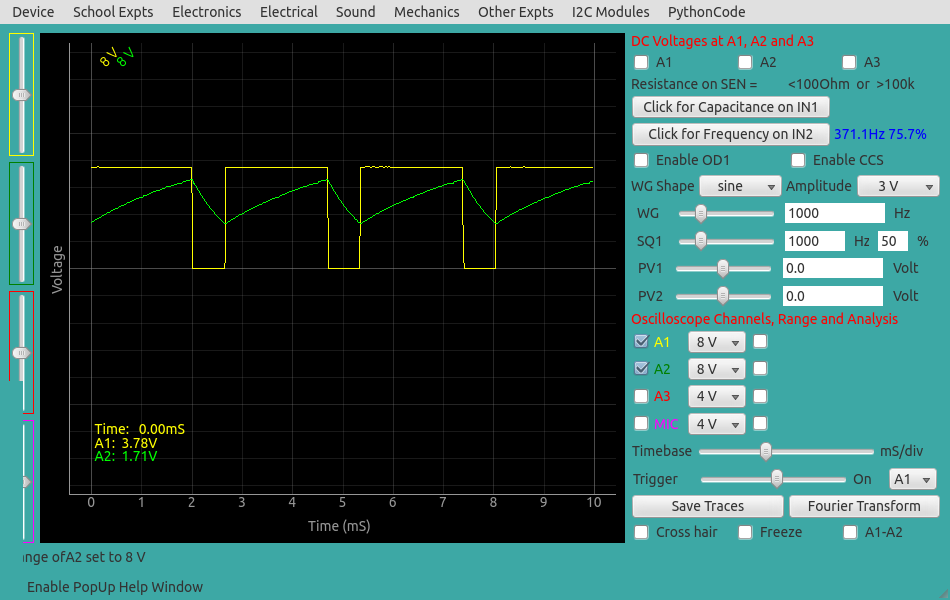 Device School Expts Electronics Electrical Sound Mechanics Other Expts I2C Modules PythonCode
8 V 8 V
Voltage
Time: 0.00mS
A1: 3.78V
A2: 1.71V
0 1 2 3 4 5 6 7 8 9 10
Time (mS)
DC Voltages at A1, A2 and A3
A1 A2 A3
Resistance on SEN = <100Ohm or >100k
Click for Capacitance on IN1
Click for Frequency on IN2 371.1Hz 75.7%
Enable OD1 Enable CCS
WG Shape sine Amplitude 3 V
WG 1000 Hz
SQ1 1000 Hz 50 %
PV1 0.0 Volt
PV2 0.0 Volt
Oscilloscope Channels, Range and Analysis
A1 8 V
A2 8 V
A3 4 V
MIC 4 V
Timebase mS/div
Trigger On A1
Save Traces Fourier Transform
Cross hair Freeze A1-A2
nge ofA2 set to 8 V
Enable PopUp Help Window